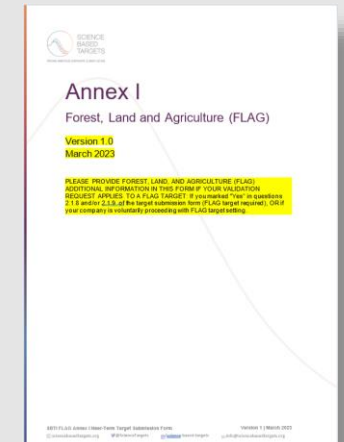 SCIENCE
BASED
TARGETS
Annex I
Forest, Land and Agriculture (FLAG)
Version 1.0
March 2023
PLEASE PROVIDE FOREST, LAND, AND AGRICULTURE (FLAG)
ADDITIONAL INFORMATION IN THIS FORM IF YOUR VALIDATION
REQUEST APPLIES TO A FLAG TARGET: If you marked "Yes" in questions
2.1.8 and/or 2.1.9. of the target submission form (FLAG target required), OR if
your company is voluntarily proceeding with FLAG target setting.
SBTi FLAG Annex I Near-Term Target Submission Form
Version 1 | March 2023